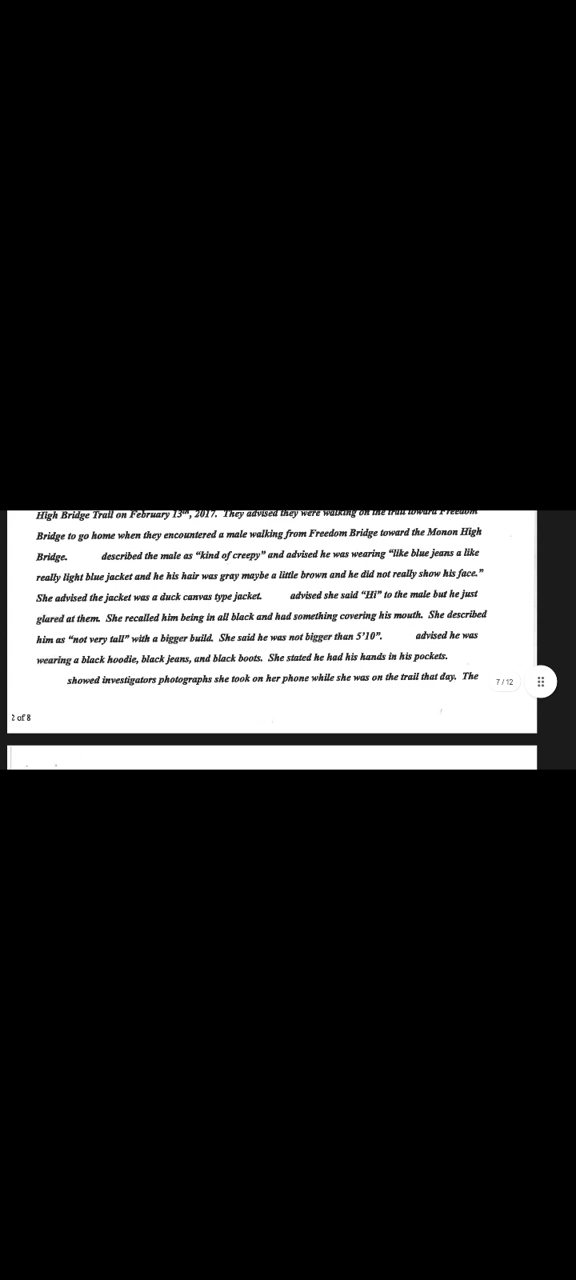 High Bridge Trail on February 13th, 2017. They advised they were walking on the trail toward Freedom
Bridge to go home when they encountered a male walking from Freedom Bridge toward the Monon High
Bridge. described the male as “kind of creepy” and advised he was wearing “like blue jeans a like
really light blue jacket and he his hair was gray maybe a little brown and he did not really show his face.”
She advised the jacket was a duck canvas type jacket. advised she said “Hi” to the male but he just
glared at them. She recalled him being in all black and had something covering his mouth. She described
him as “not very tall” with a bigger build. She said he was not bigger than 5’10”. advised he was
wearing a black hoodie, black jeans, and black boots. She stated he had his hands in his pockets.
showed investigators photographs she took on her phone while she was on the trail that day. The
7/12
2 of 8